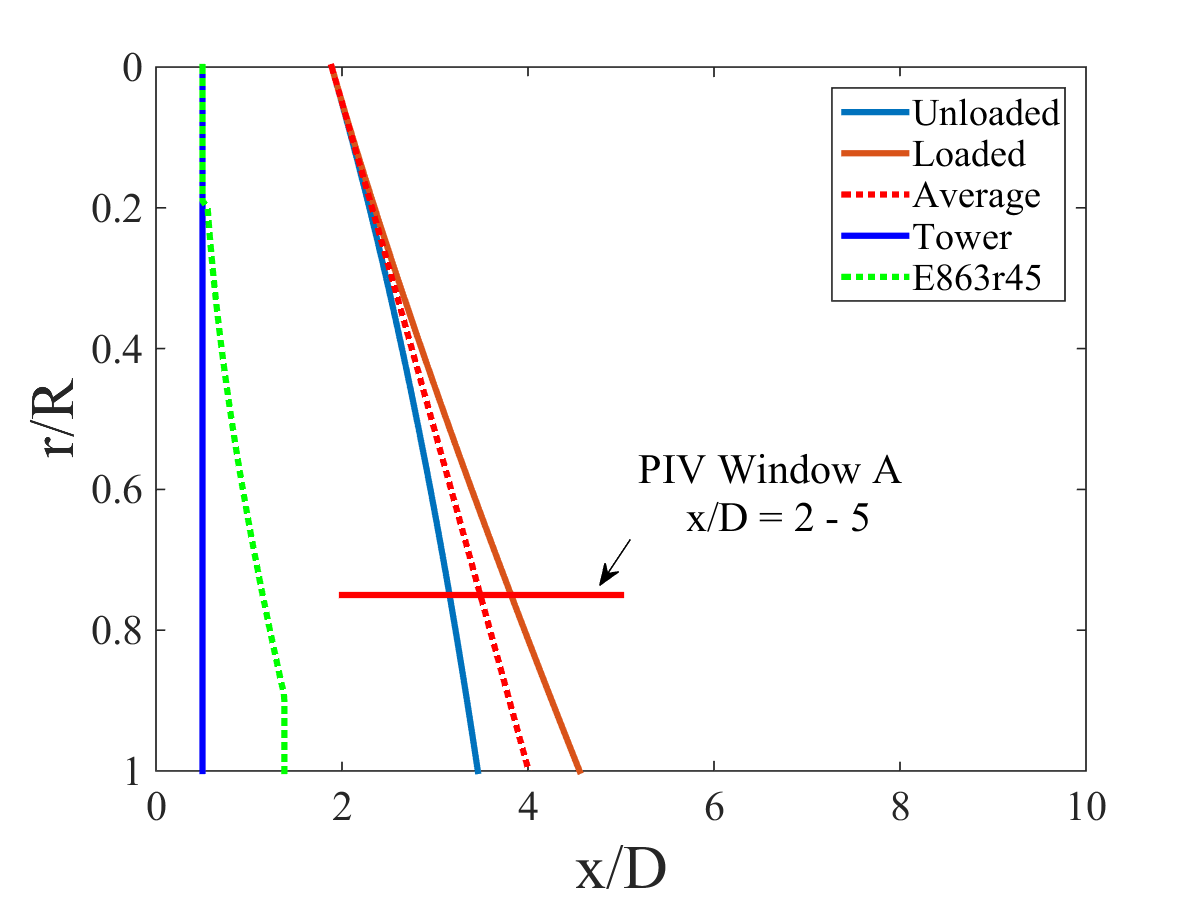 0
0.2
0.4
0.6
0.8
1
r/R
Unloaded
Loaded
Average
Tower
E863r45
PIV Window A
x/D = 2 - 5
0 2 4 6 8 10
x/D